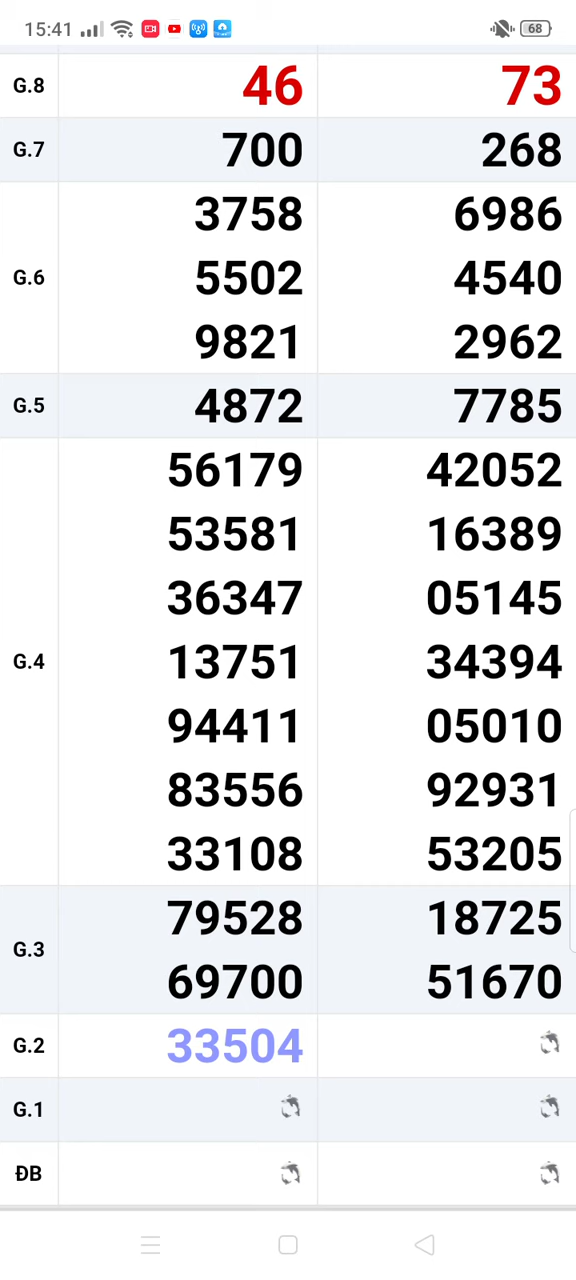 15:41 68
G.8 46 73
G.7 700 268
G.6 3758 6986
5502 4540
9821 2962
G.5 4872 7785
G.4 56179 42052
53581 16389
36347 05145
13751 34394
94411 05010
83556 92931
33108 53205
G.3 79528 18725
69700 51670
G.2 33504
G.1
ĐB